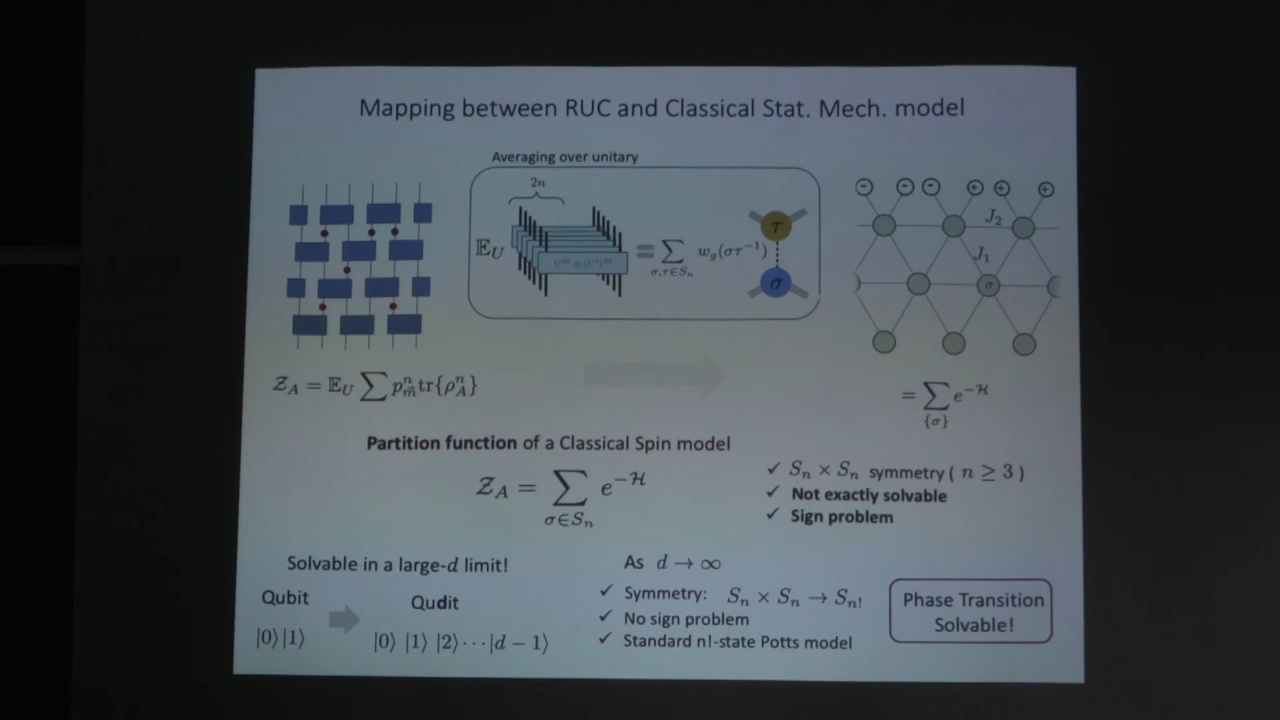 Mapping between RUC and Classical Stat. Mech. model
Averaging over unitary
2n
𝔼_U = ∑_{σ,τ∈S_n} w_g(στ⁻¹)
τ
σ
- - - + + +
J_2
J_1
σ
𝒵_A = 𝔼_U ∑ p_m^n tr{ρ_A^n}
= ∑_{σ} e^{-ℋ}
Partition function of a Classical Spin model
𝒵_A = ∑_{σ∈S_n} e^{-ℋ}
✓ S_n × S_n symmetry ( n ≥ 3 )
✓ Not exactly solvable
✓ Sign problem
Solvable in a large-d limit!
Qubit
Qudit
|0⟩ |1⟩
|0⟩ |1⟩ |2⟩ ··· |d − 1⟩
As d → ∞
✓ Symmetry: S_n × S_n → S_{n!}
✓ No sign problem
✓ Standard n!-state Potts model
Phase Transition
Solvable!